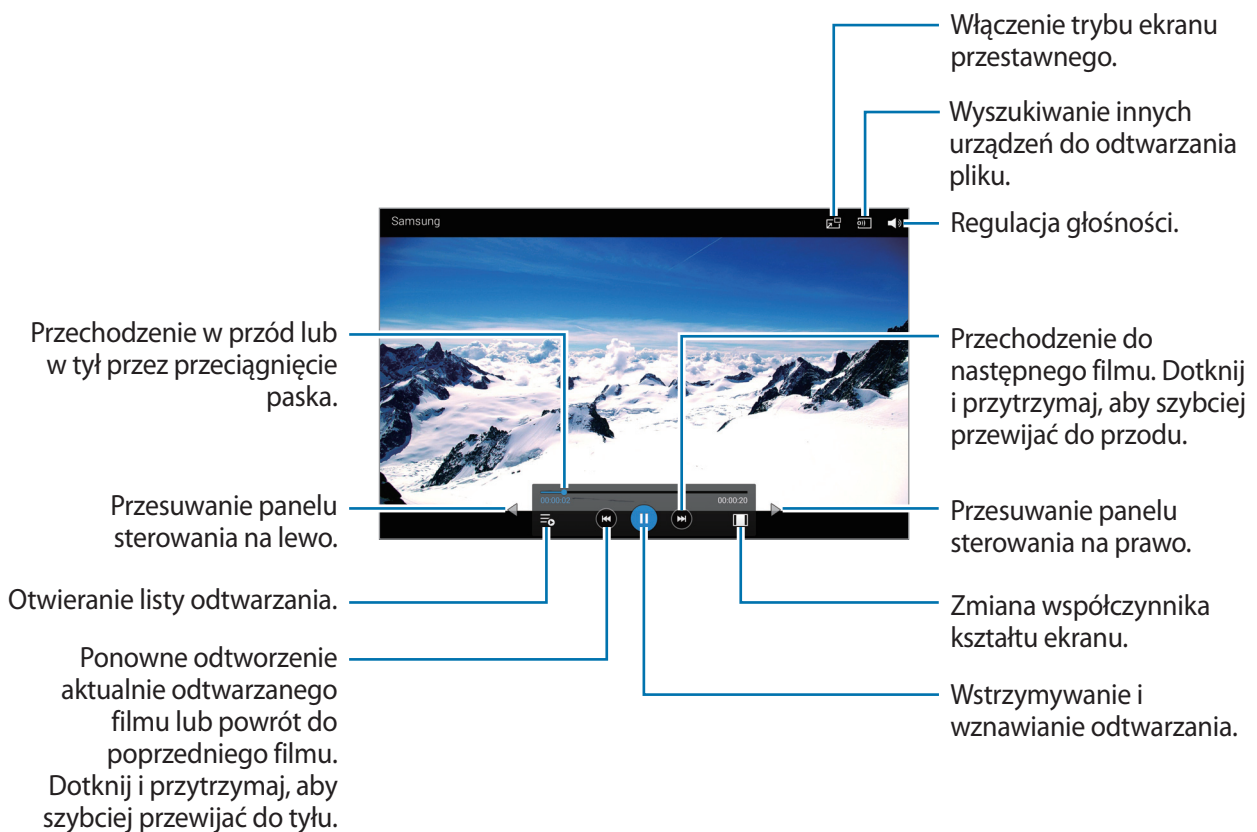 Włączenie trybu ekranu
przestawnego.
Wyszukiwanie innych
urządzeń do odtwarzania
pliku.
Samsung
Regulacja głośności.
Przechodzenie w przód lub
w tył przez przeciągnięcie
paska.
Przechodzenie do
następnego filmu. Dotknij
i przytrzymaj, aby szybciej
przewijać do przodu.
00:00:02
00:00:20
Przesuwanie panelu
sterowania na lewo.
Przesuwanie panelu
sterowania na prawo.
Otwieranie listy odtwarzania.
Zmiana współczynnika
kształtu ekranu.
Ponowne odtworzenie
aktualnie odtwarzanego
filmu lub powrót do
poprzedniego filmu.
Dotknij i przytrzymaj, aby
szybciej przewijać do tyłu.
Wstrzymywanie i
wznawianie odtwarzania.